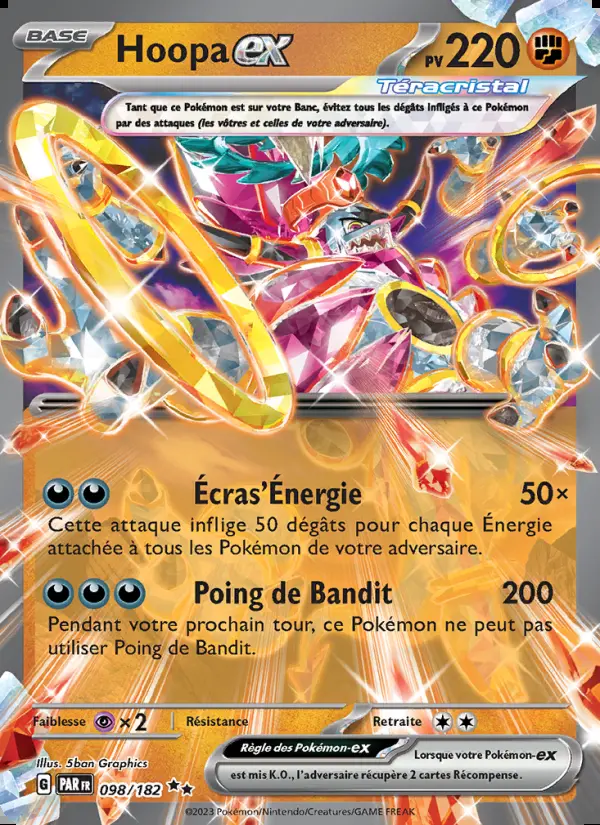 BASE
Hoopa ex
PV 220
Téracristal
Tant que ce Pokémon est sur votre Banc, évitez tous les dégâts infligés à ce Pokémon
par des attaques (les vôtres et celles de votre adversaire).
Écras'Énergie 50×
Cette attaque inflige 50 dégâts pour chaque Énergie
attachée à tous les Pokémon de votre adversaire.
Poing de Bandit 200
Pendant votre prochain tour, ce Pokémon ne peut pas
utiliser Poing de Bandit.
Faiblesse ×2 Résistance Retraite
Illus. 5ban Graphics
Règle des Pokémon-ex Lorsque votre Pokémon-ex
est mis K.O., l'adversaire récupère 2 cartes Récompense.
G PAR FR 098/182
©2023 Pokémon/Nintendo/Creatures/GAME FREAK